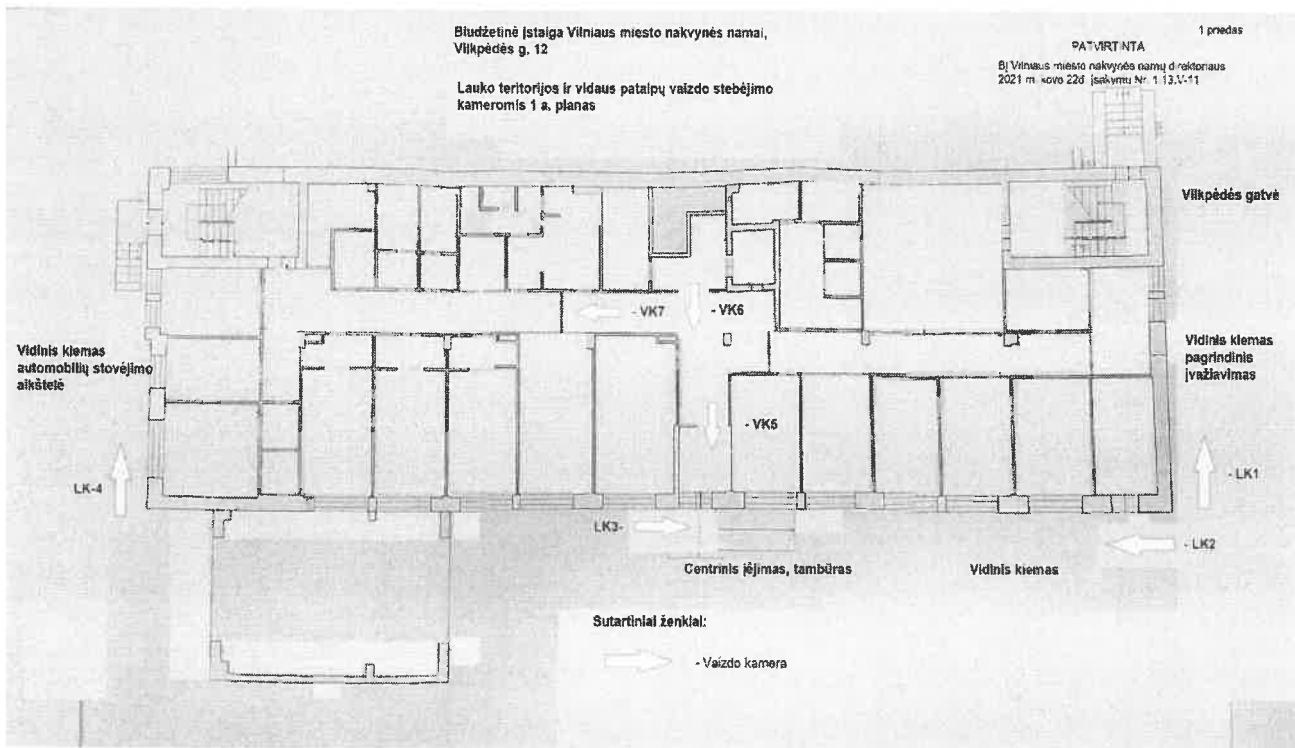 1 priedas
Biudžetinė įstaiga Vilniaus miesto nakvynės namai,
Vilkpėdės g. 12
PATVIRTINTA
BĮ Vilniaus miesto nakvynės namų direktoriaus
2021 m. kovo 22d. įsakymu Nr. 1.13.V-11
Lauko teritorijos ir vidaus patalpų vaizdo stebėjimo
kameromis 1 a. planas
Vilkpėdės gatvė
- VK7
- VK6
Vidinis kiemas
automobilių stovėjimo
aikštelė
Vidinis kiemas
pagrindinis
įvažiavimas
- VK5
LK-4
- LK1
LK3-
- LK2
Centrinis įėjimas, tambūras
Vidinis kiemas
Sutartiniai ženklai:
- Vaizdo kamera